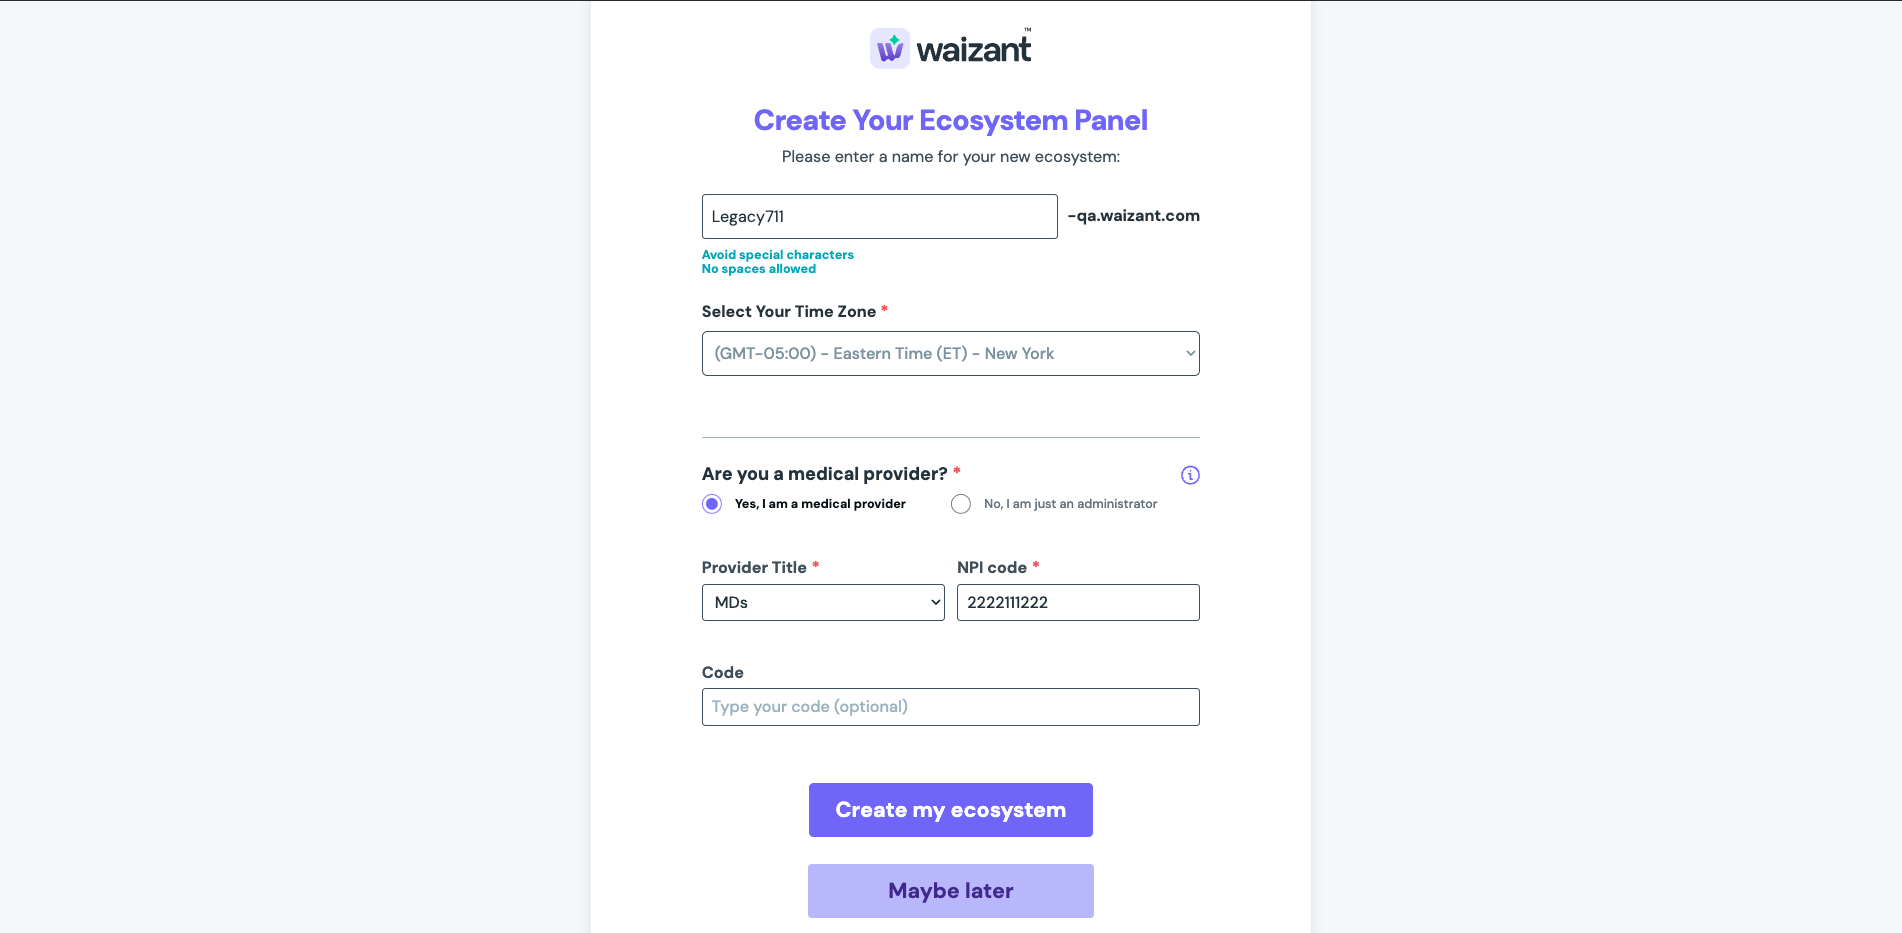 waizant™
Create Your Ecosystem Panel
Please enter a name for your new ecosystem:
Legacy711 -qa.waizant.com
Avoid special characters
No spaces allowed
Select Your Time Zone *
(GMT-05:00) - Eastern Time (ET) - New York
Are you a medical provider? *
Yes, I am a medical provider No, I am just an administrator
Provider Title * NPI code *
MDs 2222111222
Code
Type your code (optional)
Create my ecosystem
Maybe later